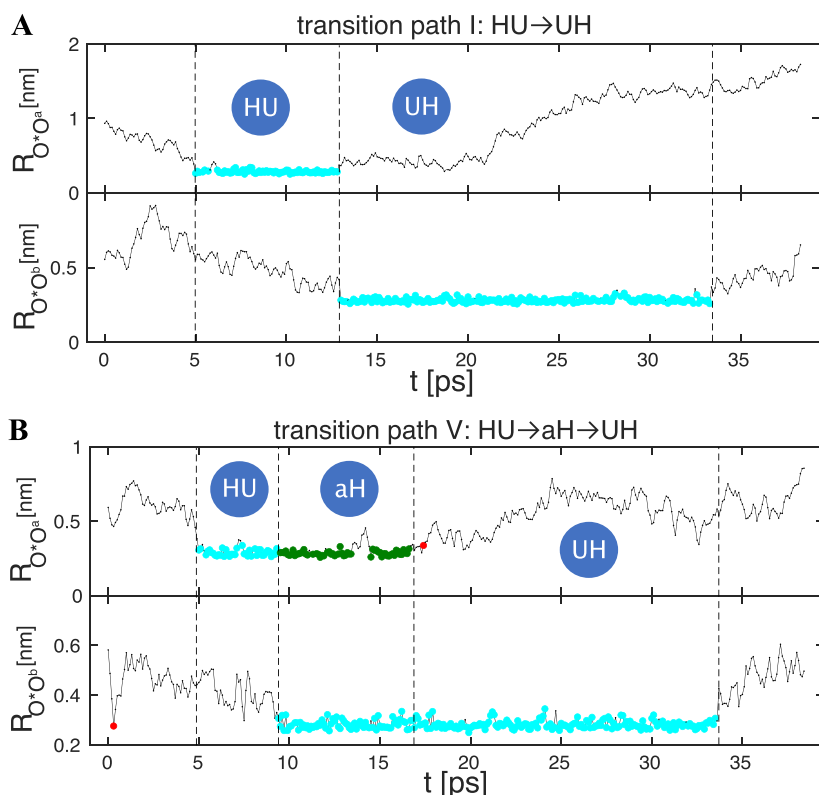 A
transition path I: HU→UH
2
1
0
R_{O*O^a}[nm]
HU
UH
0.5
0
R_{O*O^b}[nm]
0
5
10
15
20
25
30
35
t [ps]
B
transition path V: HU→aH→UH
1
0.5
0
R_{O*O^a}[nm]
HU
aH
UH
0.6
0.4
0.2
R_{O*O^b}[nm]
0
5
10
15
20
25
30
35
t [ps]